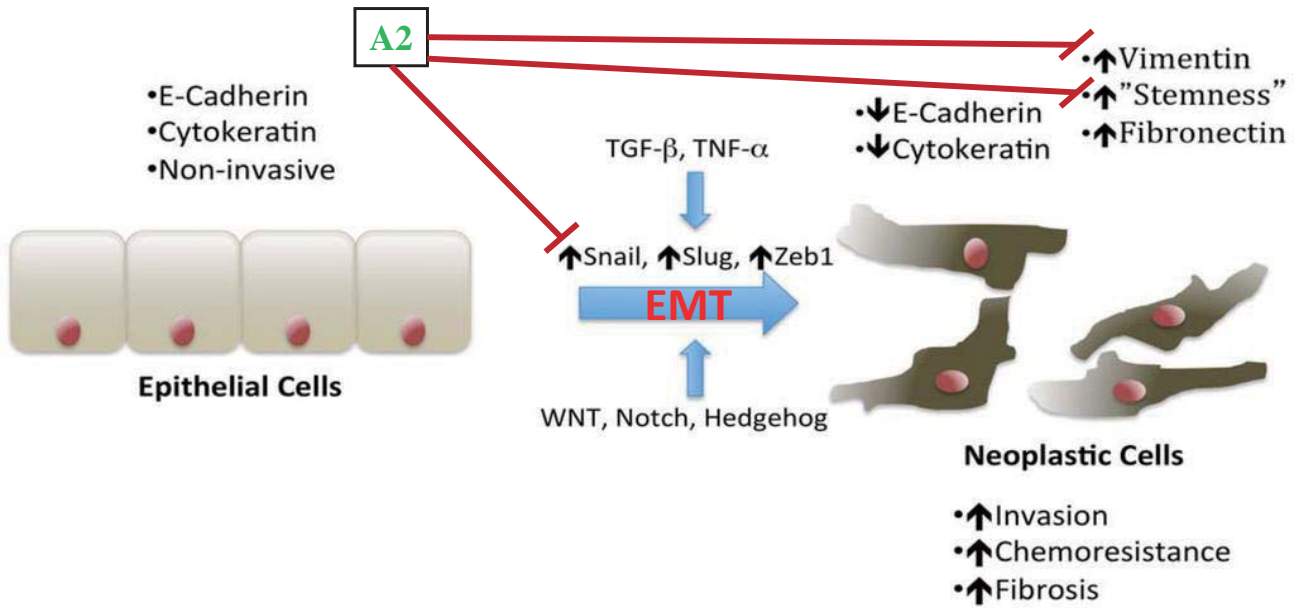 A2
•E-Cadherin
•Cytokeratin
•Non-invasive
TGF-β, TNF-α
•↓E-Cadherin
•↓Cytokeratin
•↑Vimentin
•↑”Stemness”
•↑Fibronectin
↑Snail, ↑Slug, ↑Zeb1
EMT
WNT, Notch, Hedgehog
Epithelial Cells
Neoplastic Cells
•↑Invasion
•↑Chemoresistance
•↑Fibrosis